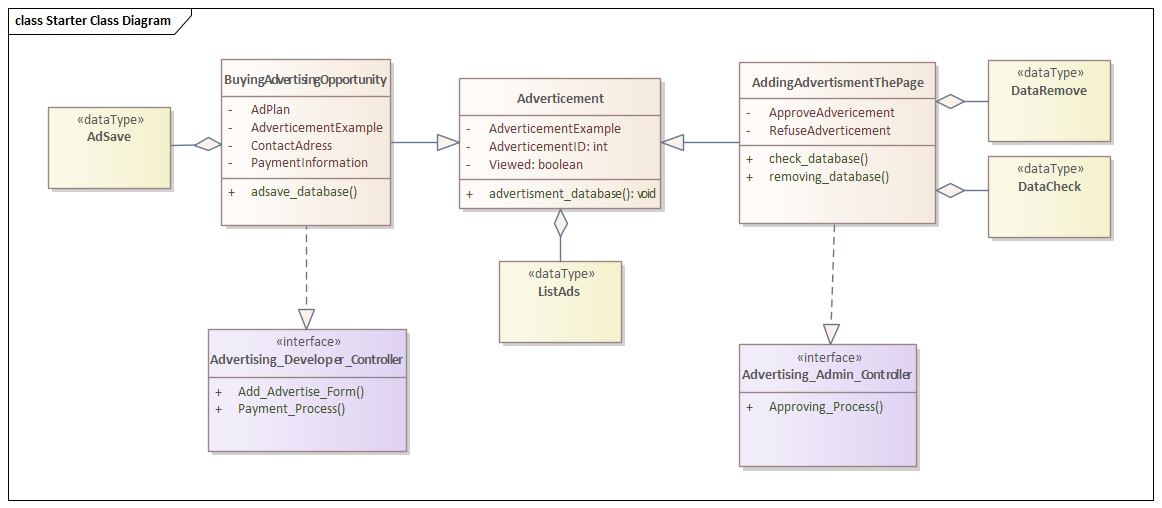 class Starter Class Diagram
«dataType»
AdSave
BuyingAdvertisingOpportunity
- AdPlan
- AdverticementExample
- ContactAdress
- PaymentInformation
+ adsave_database()
Adverticement
- AdverticementExample
- AdverticementID: int
- Viewed: boolean
+ advertisment_database(): void
AddingAdvertismentThePage
- ApproveAdvericement
- RefuseAdverticement
+ check_database()
+ removing_database()
«dataType»
DataRemove
«dataType»
DataCheck
«dataType»
ListAds
«interface»
Advertising_Developer_Controller
+ Add_Advertise_Form()
+ Payment_Process()
«interface»
Advertising_Admin_Controller
+ Approving_Process()